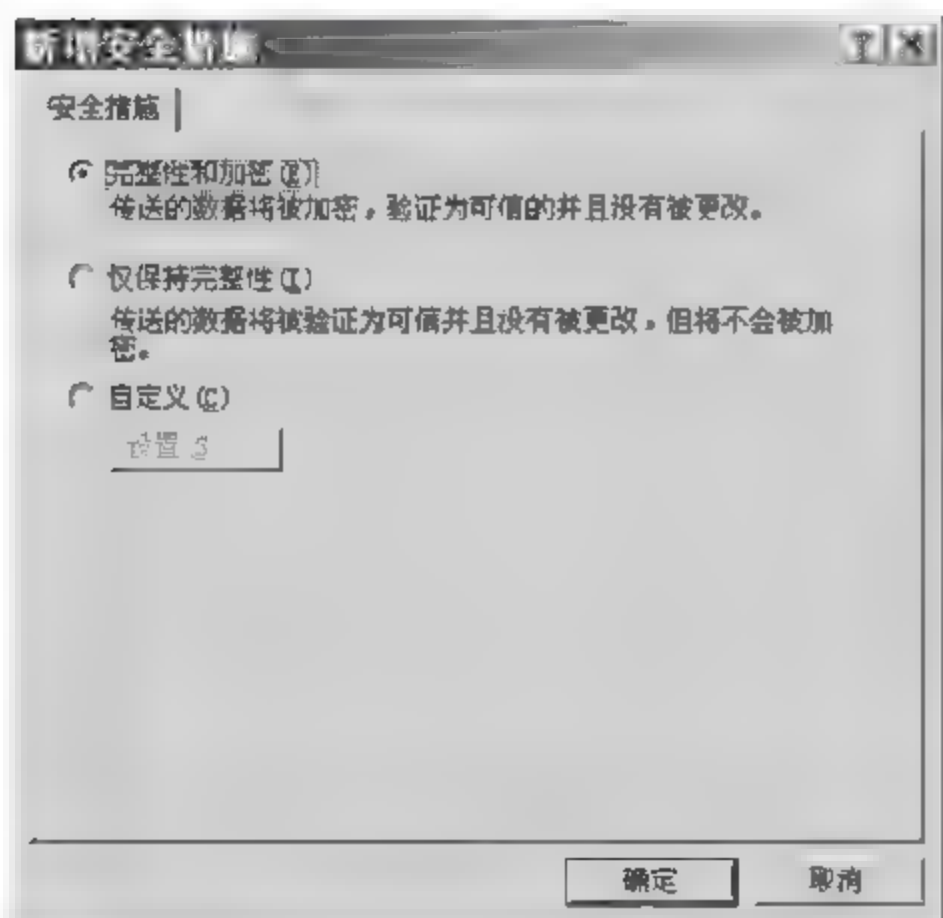 新增安全措施
安全措施
完整性和加密(E)
传送的数据将被加密，验证为可信的并且没有被更改。
仅保持完整性(I)
传送的数据将被验证为可信并且没有被更改，但将不会被加
密。
自定义(C)
设置 S
确定
取消